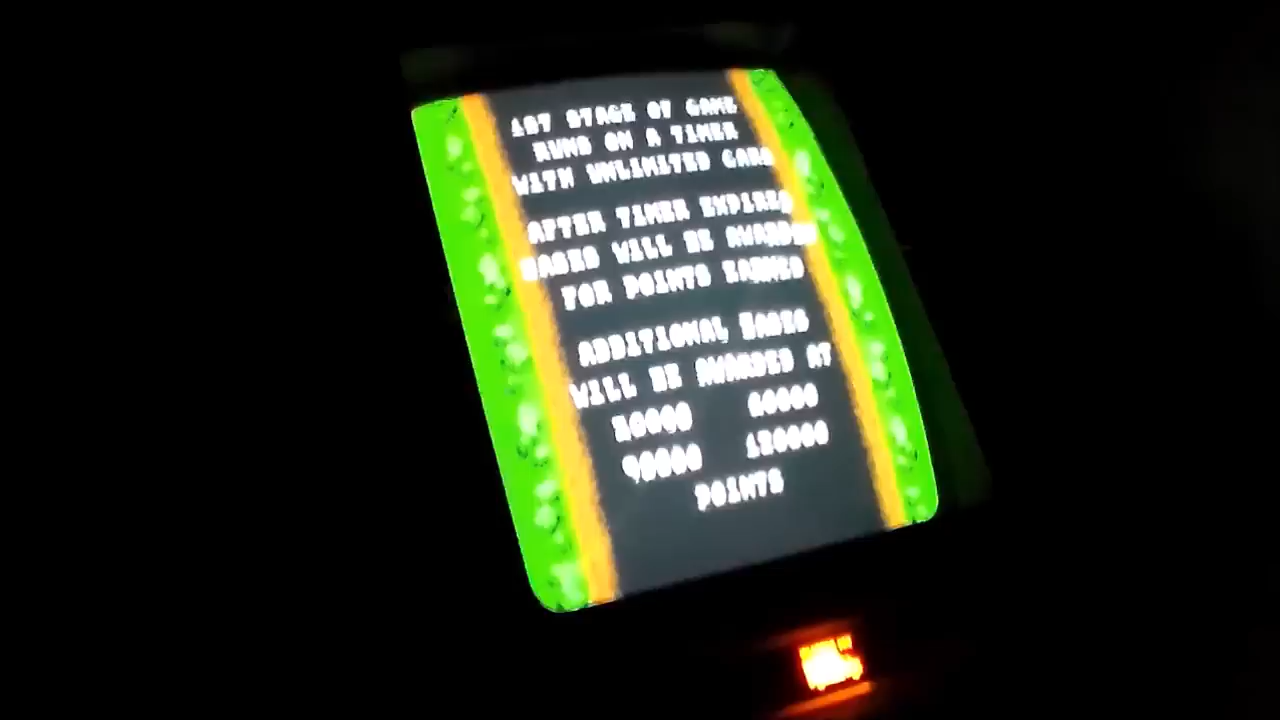 1ST STAGE OF GAME
RUNS ON A TIMER
WITH UNLIMITED CARS
AFTER TIMER EXPIRES
CARS WILL BE AWARDED
FOR POINTS EARNED
ADDITIONAL CARS
WILL BE AWARDED AT
60000
90000 120000
POINTS